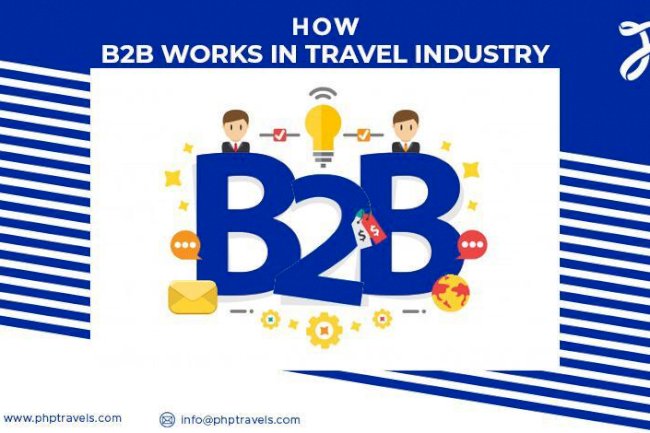 HOW
B2B WORKS IN TRAVEL INDUSTRY
B2B
$ $
www.phptravels.com
info@phptravels.com